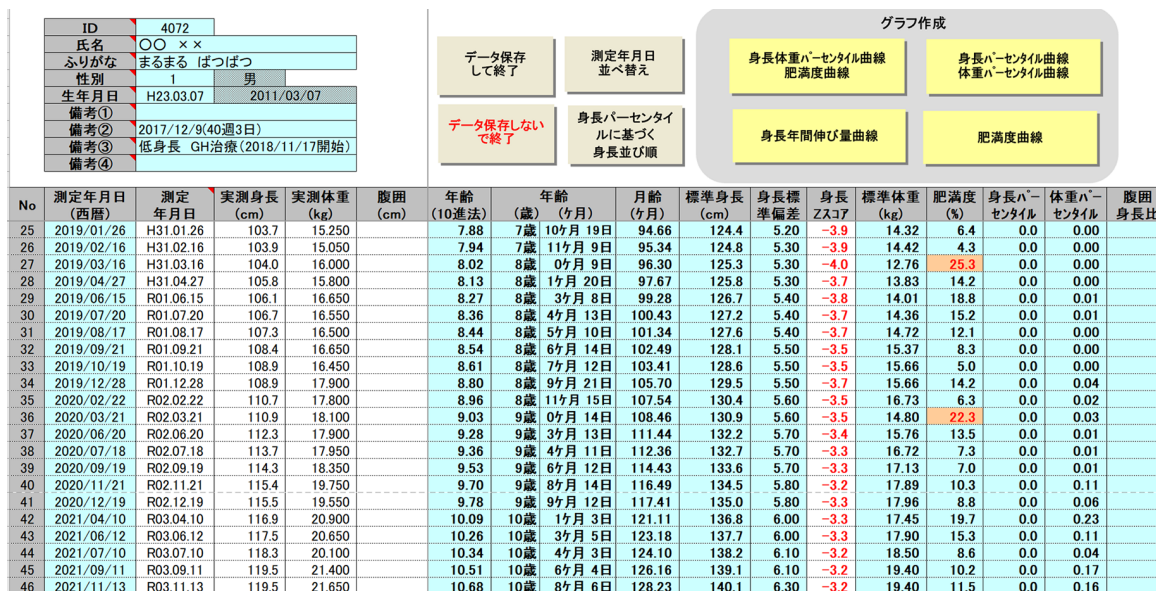 ID 4072
氏名 〇〇 ××
ふりがな まるまる ばつばつ
性別 1 男
生年月日 H23.03.07 2011/03/07
備考①
備考② 2017/12/9(40週3日)
備考③ 低身長 GH治療(2018/11/17開始)
備考④
データ保存
して終了
測定年月日
並べ替え
データ保存しない
で終了
身長パーセンタイ
ルに基づく
身長並び順
グラフ作成
身長体重パーセンタイル曲線
肥満度曲線
身長パーセンタイル曲線
体重パーセンタイル曲線
身長年間伸び量曲線
肥満度曲線
No 測定年月日 測定 実測身長 実測体重 腹囲 年齢 年齢 月齢 標準身長 身長標 身長 標準体重 肥満度 身長パー 体重パー 腹囲
(西暦) 年月日 (cm) (kg) (cm) (10進法) (歳) (ケ月) (ケ月) (cm) 準偏差 Zスコア (kg) (%) センタイル センタイル 身長比
25 2019/01/26 H31.01.26 103.7 15.250 7.88 7歳 10ケ月 19日 94.66 124.4 5.20 -3.9 14.32 6.4 0.0 0.00
26 2019/02/16 H31.02.16 103.9 15.050 7.94 7歳 11ケ月 9日 95.34 124.8 5.30 -3.9 14.42 4.3 0.0 0.00
27 2019/03/16 H31.03.16 104.0 16.000 8.02 8歳 0ケ月 9日 96.30 125.3 5.30 -4.0 12.76 25.3 0.0 0.00
28 2019/04/27 H31.04.27 105.8 15.800 8.13 8歳 1ケ月 20日 97.67 125.8 5.30 -3.7 13.83 14.2 0.0 0.00
29 2019/06/15 R01.06.15 106.1 16.650 8.27 8歳 3ケ月 8日 99.28 126.7 5.40 -3.8 14.01 18.8 0.0 0.01
30 2019/07/20 R01.07.20 106.7 16.550 8.36 8歳 4ケ月 13日 100.43 127.2 5.40 -3.7 14.36 15.2 0.0 0.01
31 2019/08/17 R01.08.17 107.3 16.500 8.44 8歳 5ケ月 10日 101.34 127.6 5.40 -3.7 14.72 12.1 0.0 0.00
32 2019/09/21 R01.09.21 108.4 16.650 8.54 8歳 6ケ月 14日 102.49 128.1 5.50 -3.5 15.37 8.3 0.0 0.00
33 2019/10/19 R01.10.19 108.9 16.450 8.61 8歳 7ケ月 12日 103.41 128.6 5.50 -3.5 15.66 5.0 0.0 0.00
34 2019/12/28 R01.12.28 108.9 17.900 8.80 8歳 9ケ月 21日 105.70 129.5 5.50 -3.7 15.66 14.2 0.0 0.04
35 2020/02/22 R02.02.22 110.7 17.800 8.96 8歳 11ケ月 15日 107.54 130.4 5.60 -3.5 16.73 6.3 0.0 0.02
36 2020/03/21 R02.03.21 110.9 18.100 9.03 9歳 0ケ月 14日 108.46 130.9 5.60 -3.5 14.80 22.3 0.0 0.03
37 2020/06/20 R02.06.20 112.3 17.900 9.28 9歳 3ケ月 13日 111.44 132.2 5.70 -3.4 15.76 13.5 0.0 0.01
38 2020/07/18 R02.07.18 113.7 17.950 9.36 9歳 4ケ月 11日 112.36 132.7 5.70 -3.3 16.72 7.3 0.0 0.01
39 2020/09/19 R02.09.19 114.3 18.350 9.53 9歳 6ケ月 12日 114.43 133.6 5.70 -3.3 17.13 7.0 0.0 0.01
40 2020/11/21 R02.11.21 115.4 19.750 9.70 9歳 8ケ月 14日 116.49 134.5 5.80 -3.2 17.89 10.3 0.0 0.11
41 2020/12/19 R02.12.19 115.5 19.550 9.78 9歳 9ケ月 12日 117.41 135.0 5.80 -3.3 17.96 8.8 0.0 0.06
42 2021/04/10 R03.04.10 116.9 20.900 10.09 10歳 1ケ月 3日 121.11 136.8 6.00 -3.3 17.45 19.7 0.0 0.23
43 2021/06/12 R03.06.12 117.5 20.650 10.26 10歳 3ケ月 5日 123.18 137.7 6.00 -3.3 17.90 15.3 0.0 0.11
44 2021/07/10 R03.07.10 118.3 20.100 10.34 10歳 4ケ月 3日 124.10 138.2 6.10 -3.2 18.50 8.6 0.0 0.04
45 2021/09/11 R03.09.11 119.5 21.400 10.51 10歳 6ケ月 4日 126.16 139.1 6.10 -3.2 19.40 10.2 0.0 0.17
46 2021/11/13 R03.11.13 119.5 21.650 10.68 10歳 8ケ月 6日 128.23 140.1 6.30 -3.2 19.40 11.5 0.0 0.16